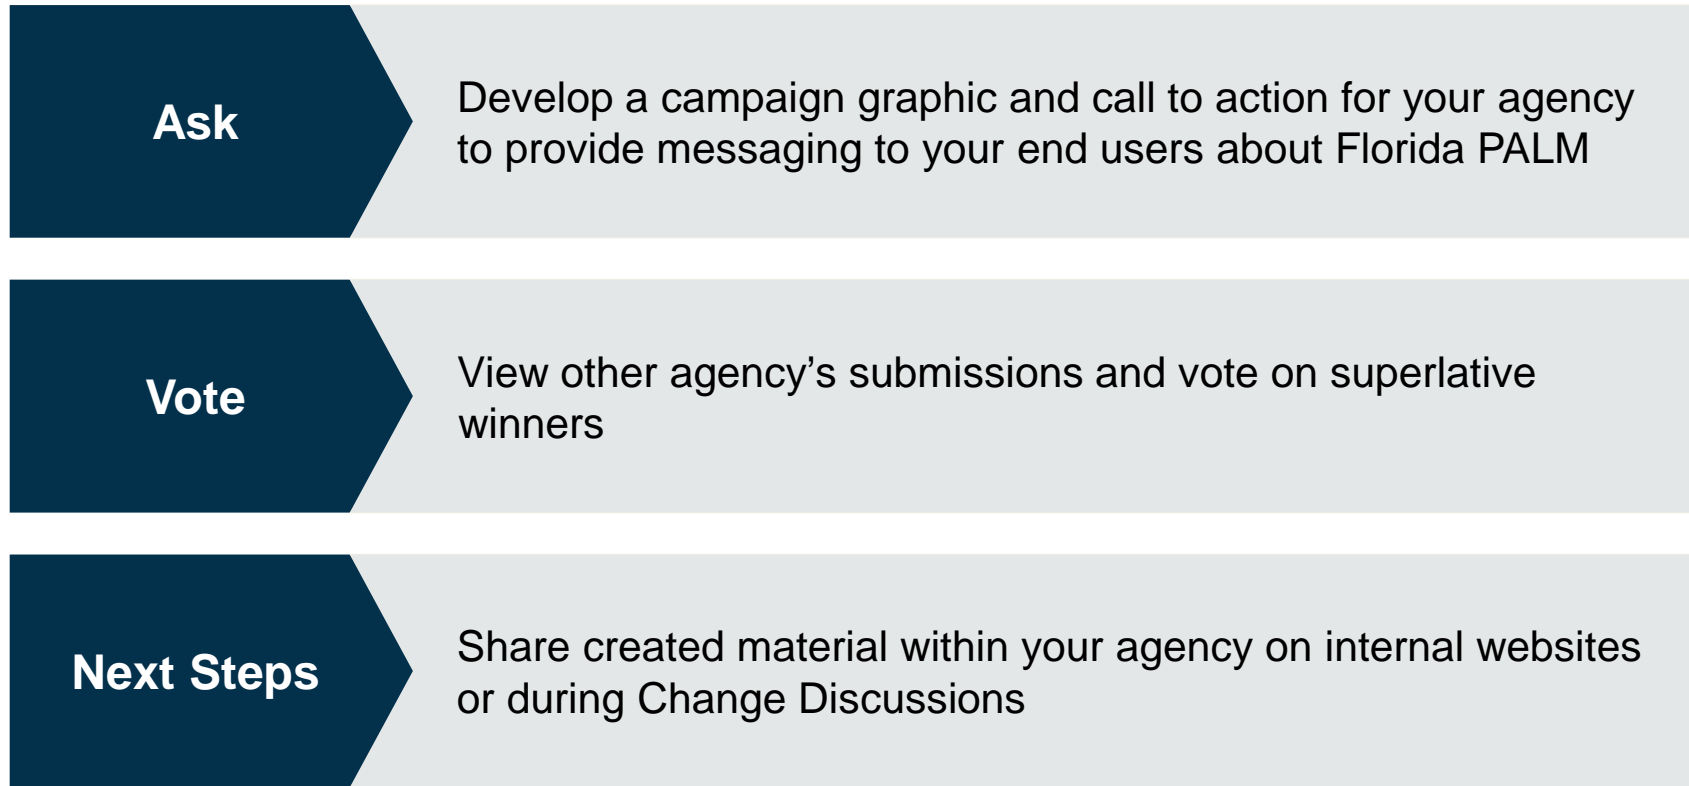 Ask
Develop a campaign graphic and call to action for your agency
to provide messaging to your end users about Florida PALM
Vote
View other agency’s submissions and vote on superlative
winners
Next Steps
Share created material within your agency on internal websites
or during Change Discussions